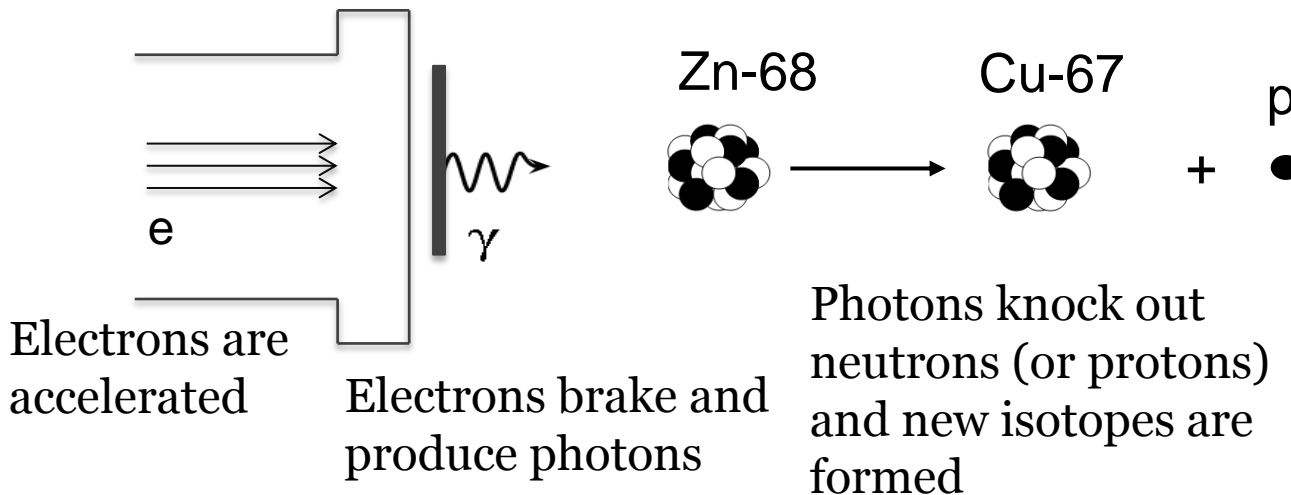 Zn-68
Cu-67
p
+
e
γ
Electrons are
accelerated
Electrons brake and
produce photons
Photons knock out
neutrons (or protons)
and new isotopes are
formed